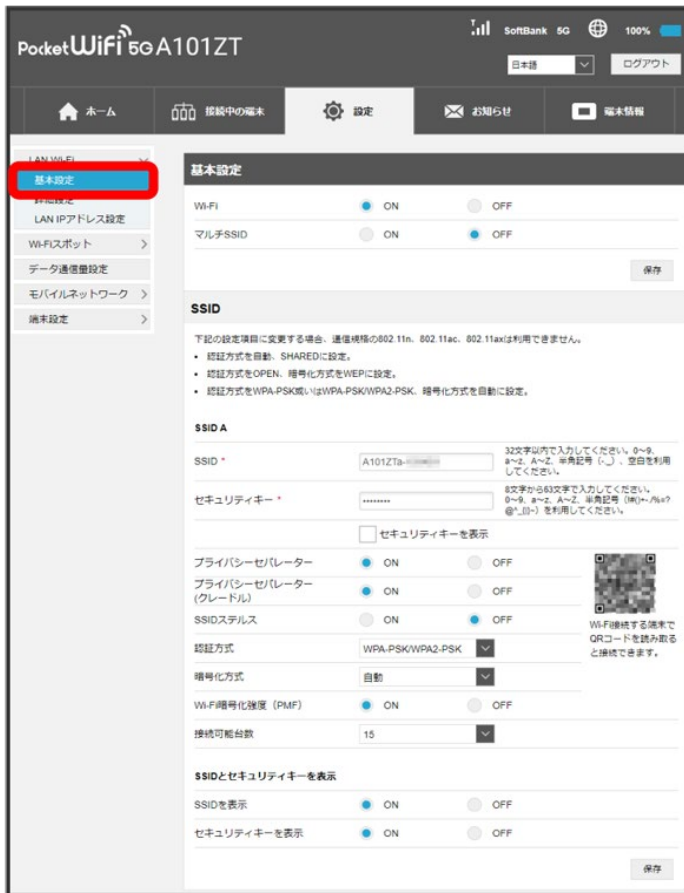 SoftBank 5G 100%
Pocket WiFi 5G A101ZT
日本語 ログアウト
ホーム 接続中の端末 設定 お知らせ 端末情報
LAN Wi-Fi
基本設定
詳細設定
LAN IPアドレス設定
Wi-Fiスポット
データ通信量設定
モバイルネットワーク
端末設定
基本設定
Wi-Fi ON OFF
マルチSSID ON OFF
保存
SSID
下記の設定項目に変更する場合、通信規格の802.11n、802.11ac、802.11axは利用できません。
• 認証方式を自動、SHAREDに設定。
• 認証方式をOPEN、暗号化方式をWEPに設定。
• 認証方式をWPA-PSK或いはWPA-PSK/WPA2-PSK、暗号化方式を自動に設定。
SSID A
SSID * A101ZTa-
32文字以内で入力してください。0～9、
a～z、A～Z、半角記号（-._）、空白を利用
してください。
セキュリティキー * ••••••••
8文字から63文字で入力してください。
0～9、a～z、A～Z、半角記号（!#()+-./%=?
@^_{|}~）を利用してください。
セキュリティキーを表示
プライバシーセパレーター ON OFF
プライバシーセパレーター
(クレードル) ON OFF
SSIDステルス ON OFF
Wi-Fi接続する端末で
QRコードを読み取る
と接続できます。
認証方式 WPA-PSK/WPA2-PSK
暗号化方式 自動
Wi-Fi暗号化強度（PMF） ON OFF
接続可能台数 15
SSIDとセキュリティキーを表示
SSIDを表示 ON OFF
セキュリティキーを表示 ON OFF
保存